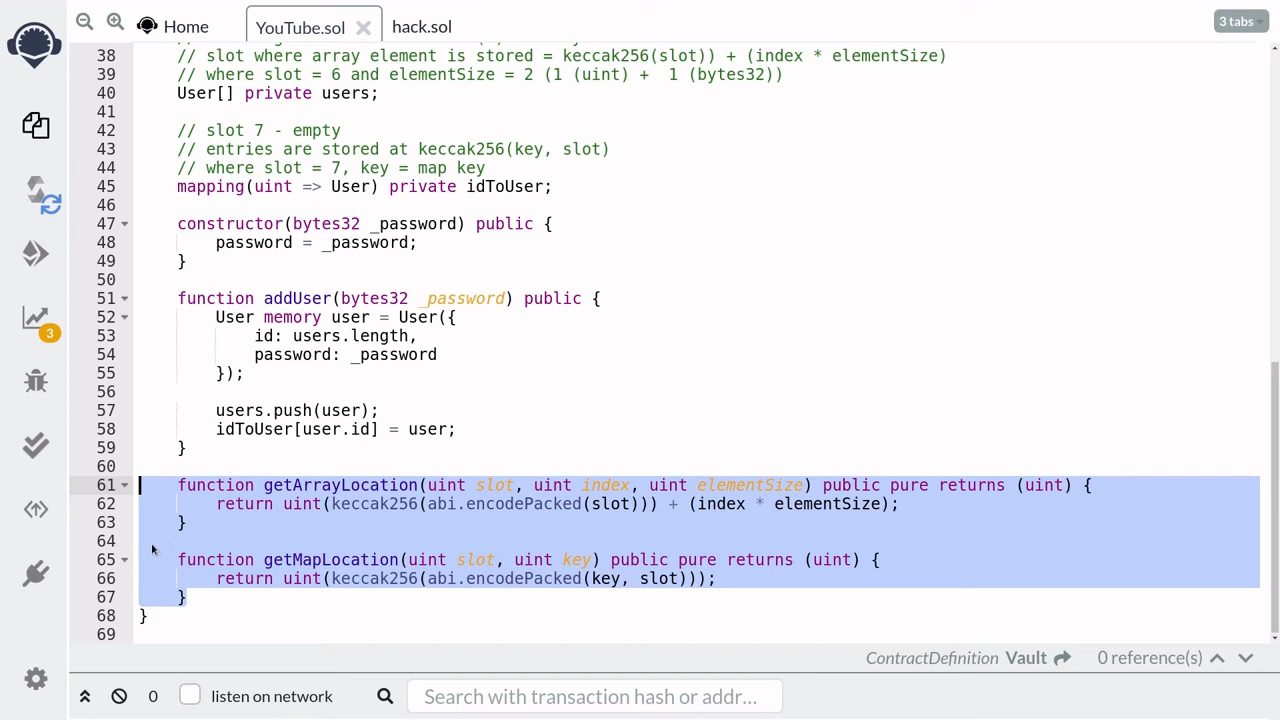 Home
YouTube.sol
hack.sol
3 tabs
38 // slot where array element is stored = keccak256(slot)) + (index * elementSize)
39 // where slot = 6 and elementSize = 2 (1 (uint) +  1 (bytes32))
40 User[] private users;
41
42 // slot 7 - empty
43 // entries are stored at keccak256(key, slot)
44 // where slot = 7, key = map key
45 mapping(uint => User) private idToUser;
46
47 constructor(bytes32 _password) public {
48 password = _password;
49 }
50
51 function addUser(bytes32 _password) public {
52 User memory user = User({
53 id: users.length,
54 password: _password
55 });
56
57 users.push(user);
58 idToUser[user.id] = user;
59 }
60
61 function getArrayLocation(uint slot, uint index, uint elementSize) public pure returns (uint) {
62 return uint(keccak256(abi.encodePacked(slot))) + (index * elementSize);
63 }
64
65 function getMapLocation(uint slot, uint key) public pure returns (uint) {
66 return uint(keccak256(abi.encodePacked(key, slot)));
67 }
68 }
69
3
ContractDefinition Vault 0 reference(s)
0 listen on network Search with transaction hash or addr...